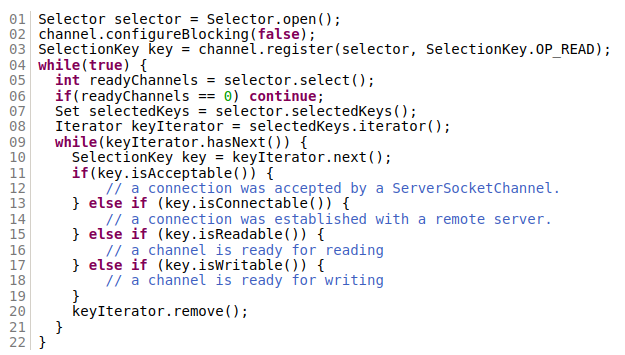 01 Selector selector = Selector.open();
02 channel.configureBlocking(false);
03 SelectionKey key = channel.register(selector, SelectionKey.OP_READ);
04 while(true) {
05   int readyChannels = selector.select();
06   if(readyChannels == 0) continue;
07   Set selectedKeys = selector.selectedKeys();
08   Iterator keyIterator = selectedKeys.iterator();
09   while(keyIterator.hasNext()) {
10     SelectionKey key = keyIterator.next();
11     if(key.isAcceptable()) {
12         // a connection was accepted by a ServerSocketChannel.
13     } else if (key.isConnectable()) {
14         // a connection was established with a remote server.
15     } else if (key.isReadable()) {
16         // a channel is ready for reading
17     } else if (key.isWritable()) {
18         // a channel is ready for writing
19     }
20     keyIterator.remove();
21   }
22 }